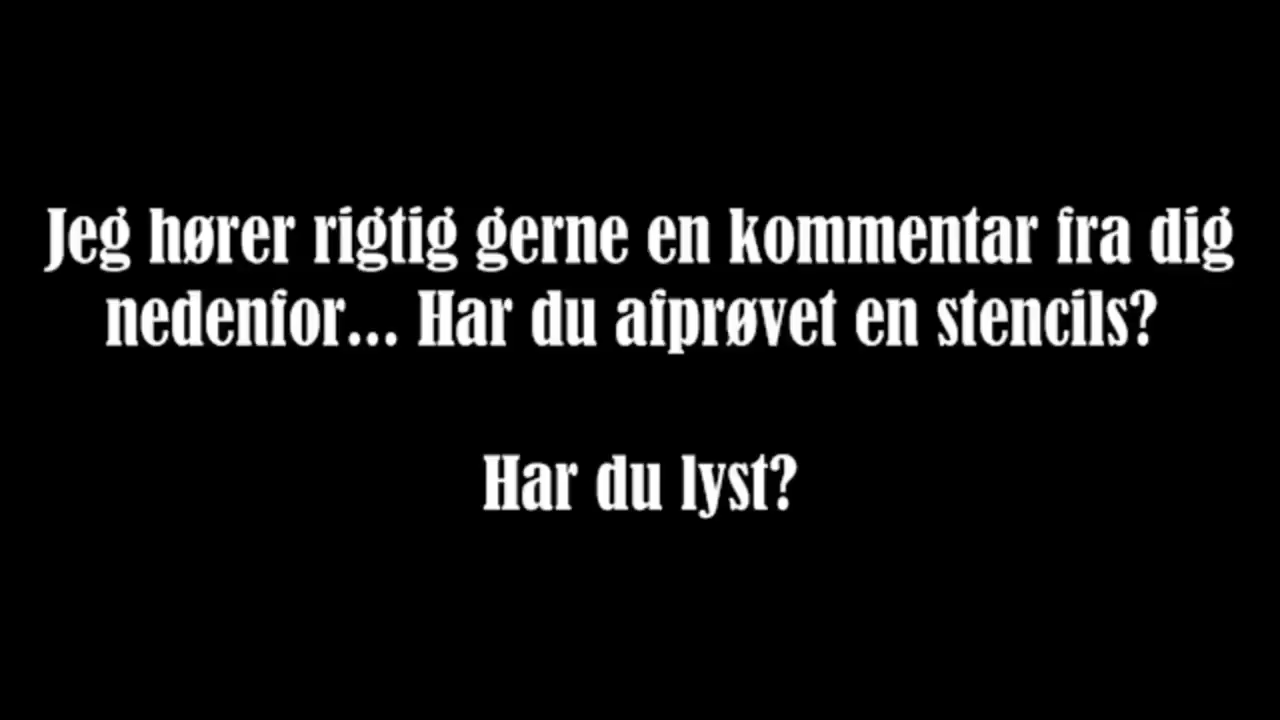 Jeg hører rigtig gerne en kommentar fra dig
nedenfor... Har du afprøvet en stencils?
Har du lyst?